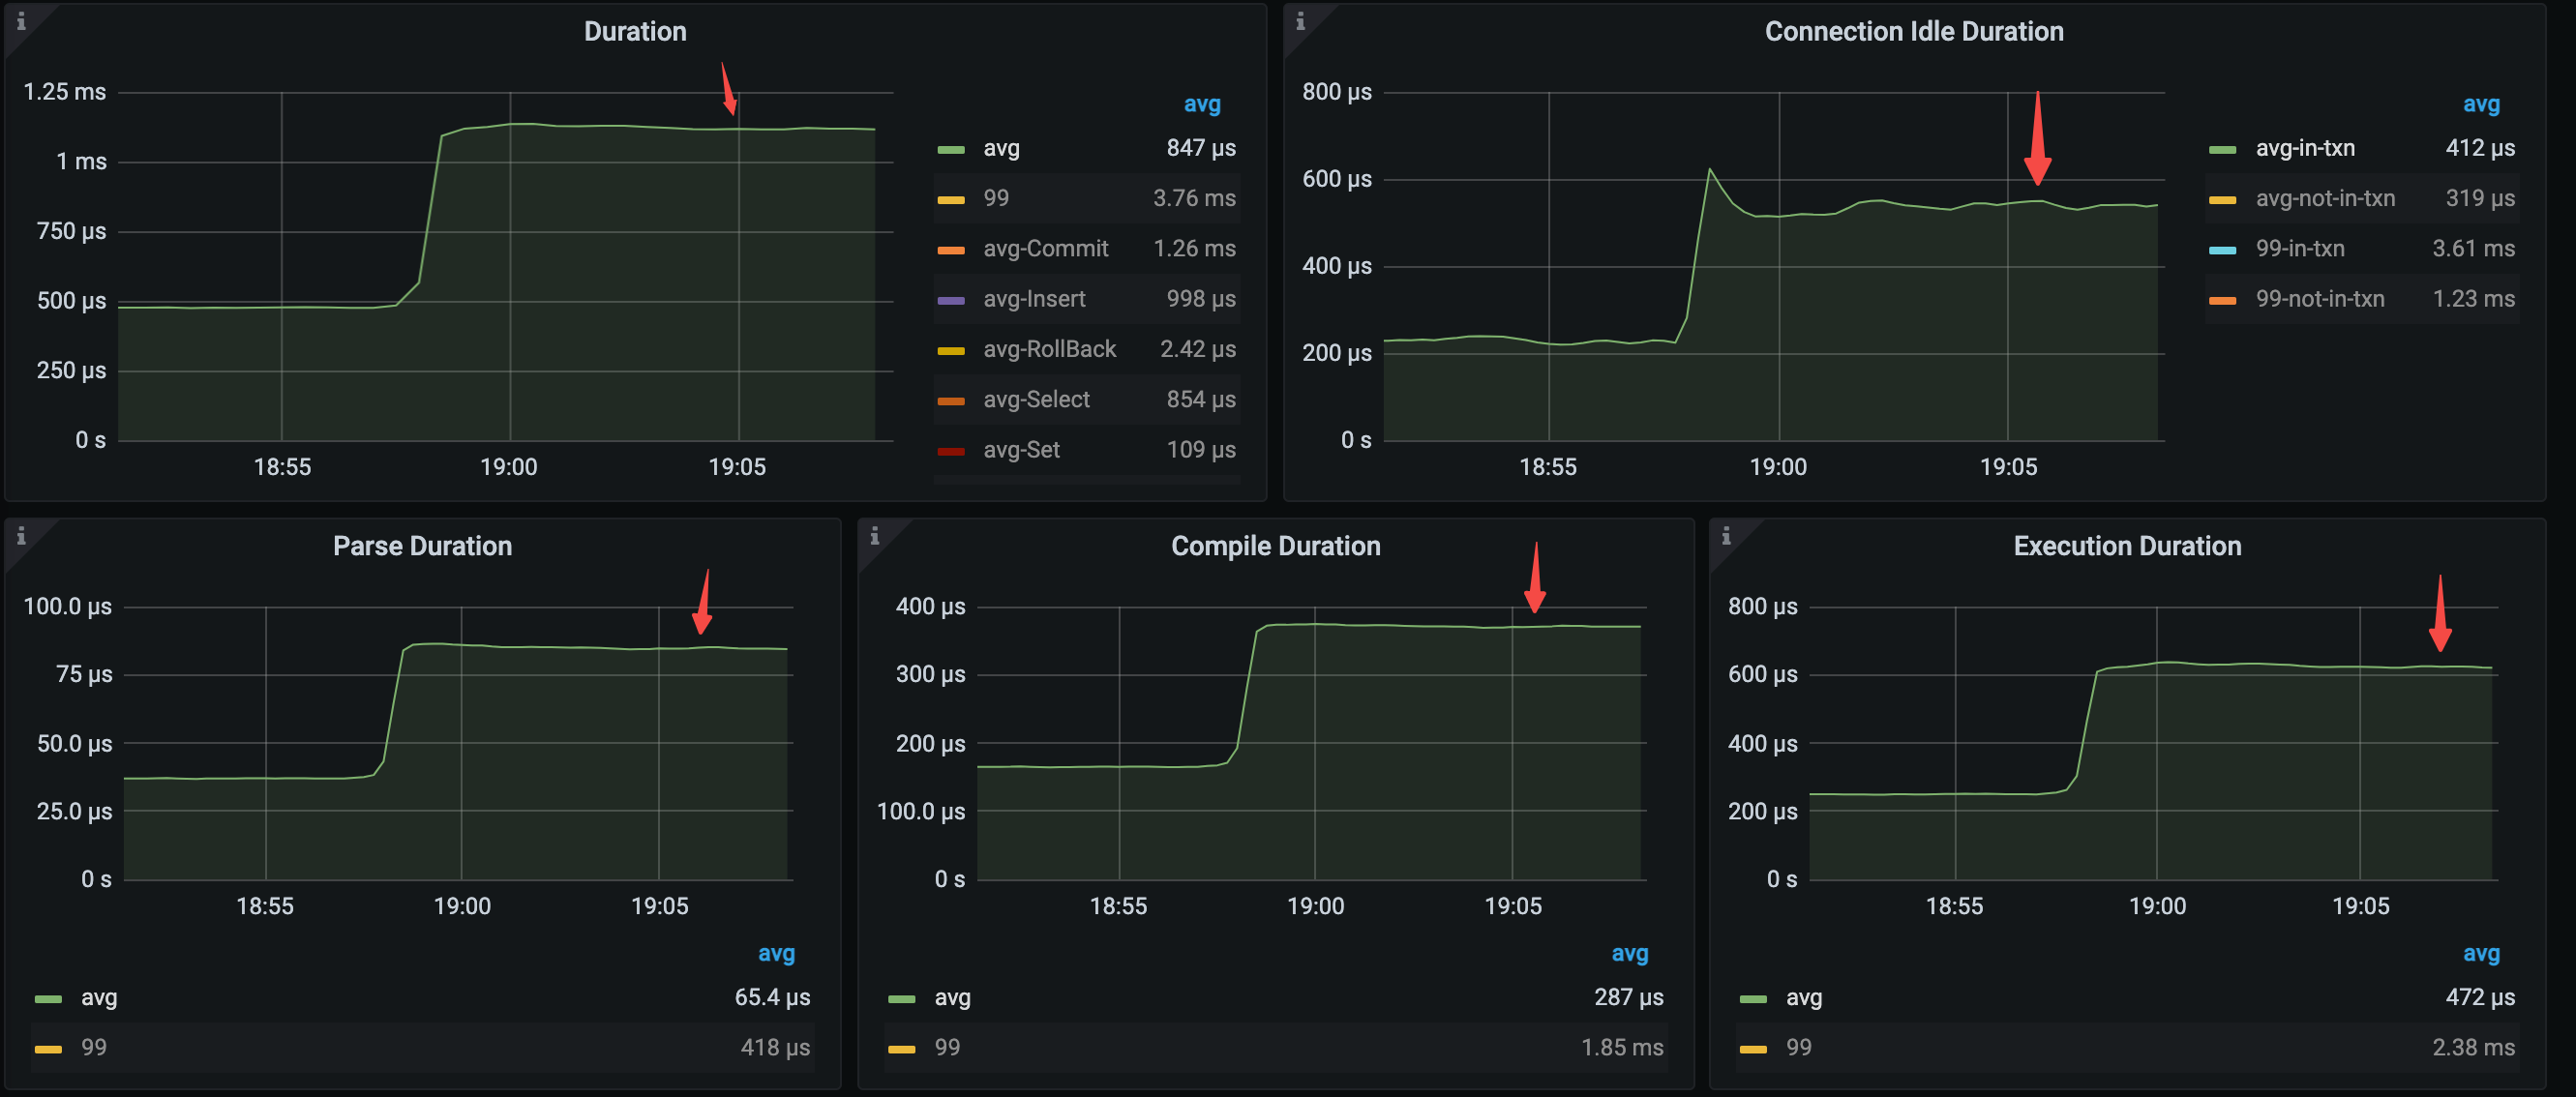 Duration
1.25 ms
1 ms
750 µs
500 µs
250 µs
0 s
18:55 19:00 19:05
avg
avg 847 µs
99 3.76 ms
avg-Commit 1.26 ms
avg-Insert 998 µs
avg-RollBack 2.42 µs
avg-Select 854 µs
avg-Set 109 µs
Connection Idle Duration
800 µs
600 µs
400 µs
200 µs
0 s
18:55 19:00 19:05
avg
avg-in-txn 412 µs
avg-not-in-txn 319 µs
99-in-txn 3.61 ms
99-not-in-txn 1.23 ms
Parse Duration
100.0 µs
75 µs
50.0 µs
25.0 µs
0 s
18:55 19:00 19:05
avg
avg 65.4 µs
99 418 µs
Compile Duration
400 µs
300 µs
200 µs
100.0 µs
0 s
18:55 19:00 19:05
avg
avg 287 µs
99 1.85 ms
Execution Duration
800 µs
600 µs
400 µs
200 µs
0 s
18:55 19:00 19:05
avg
avg 472 µs
99 2.38 ms